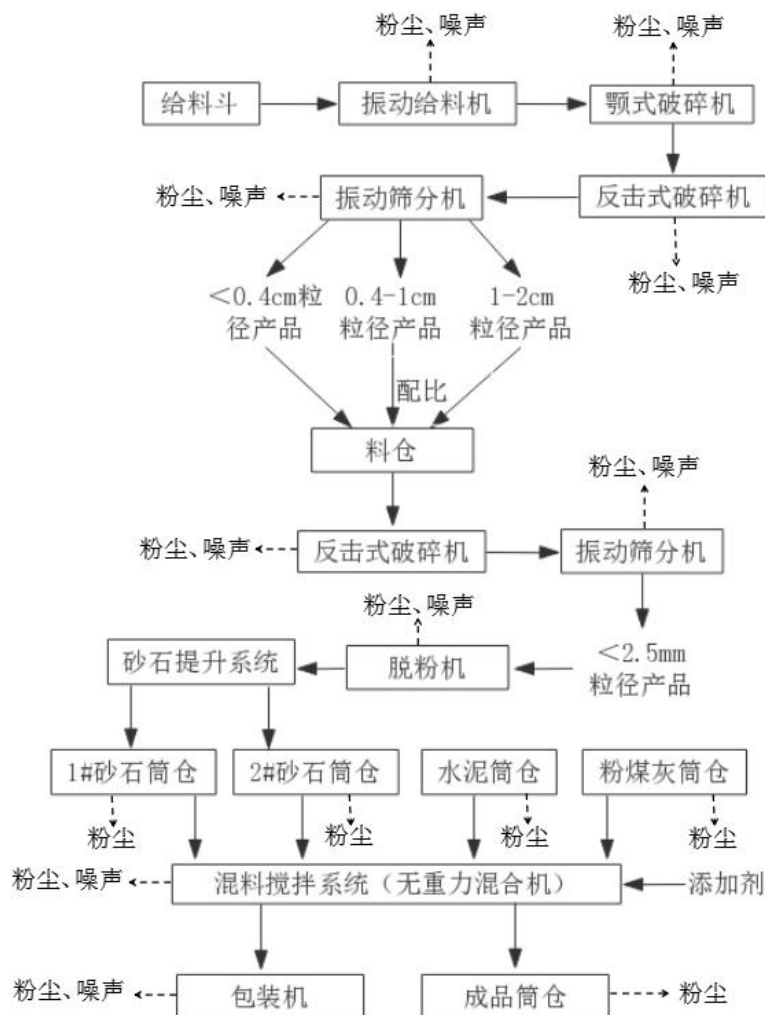 粉尘、噪声
粉尘、噪声
给料斗
振动给料机
颚式破碎机
粉尘、噪声
振动筛分机
反击式破碎机
粉尘、噪声
<0.4cm粒
径产品
0.4-1cm
粒径产品
1-2cm
粒径产品
配比
料仓
粉尘、噪声
粉尘、噪声
反击式破碎机
振动筛分机
粉尘、噪声
砂石提升系统
脱粉机
<2.5mm
粒径产品
1#砂石筒仓
2#砂石筒仓
水泥筒仓
粉煤灰筒仓
粉尘
粉尘
粉尘
粉尘
粉尘、噪声
混料搅拌系统（无重力混合机）
添加剂
粉尘、噪声
包装机
成品筒仓
粉尘